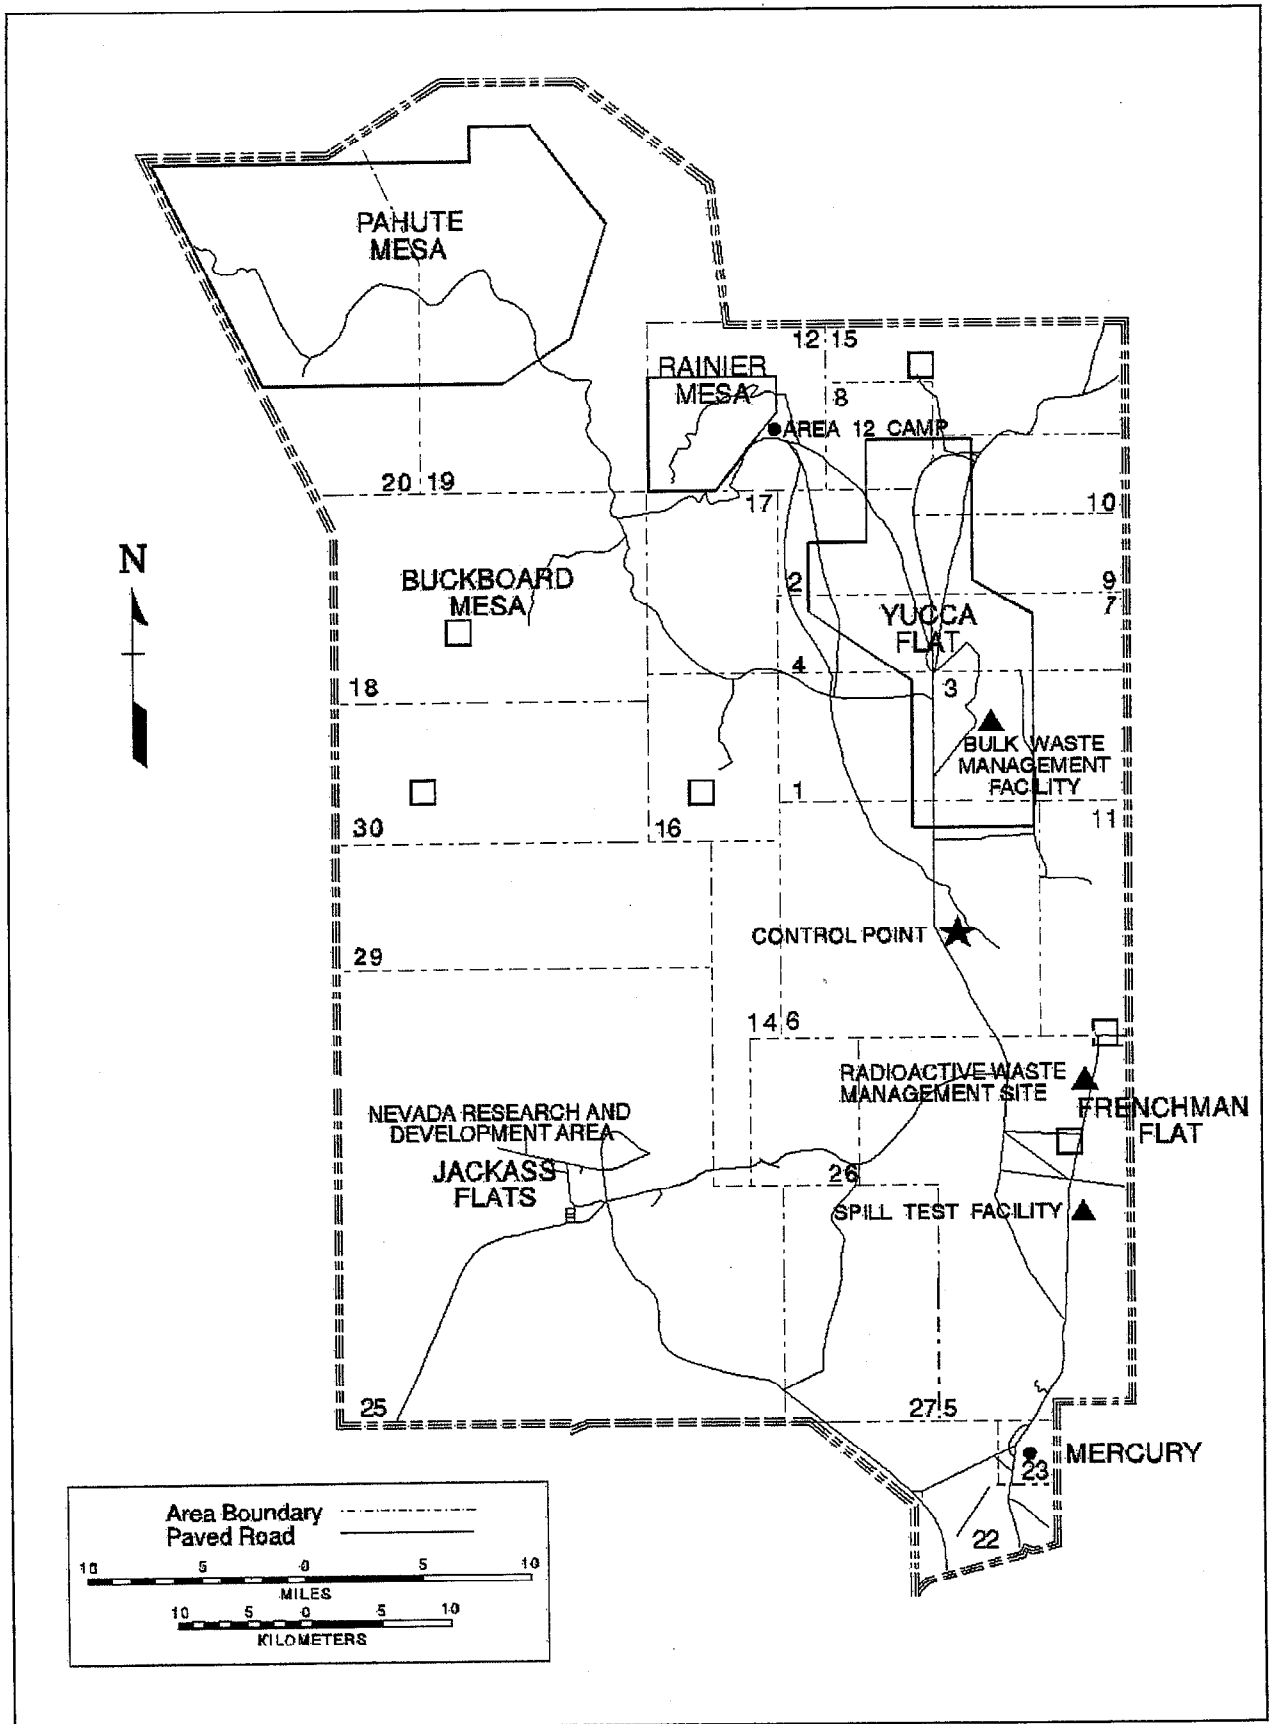 PAHUTE
MESA
12 15
RAINIER
MESA
8
AREA 12 CAMP
20 19
17
10
N
BUCKBOARD
MESA
2
9
7
YUCCA
FLAT
4
3
18
BULK WASTE
MANAGEMENT
FACILITY
1
11
30
16
CONTROL POINT
29
14 6
RADIOACTIVE WASTE
MANAGEMENT SITE
NEVADA RESEARCH AND
DEVELOPMENT AREA
FRENCHMAN
FLAT
JACKASS
FLATS
26
SPILL TEST FACILITY
25
27 5
MERCURY
23
22
Area Boundary
Paved Road
10 5 0 5 10
MILES
10 5 0 5 10
KILOMETERS